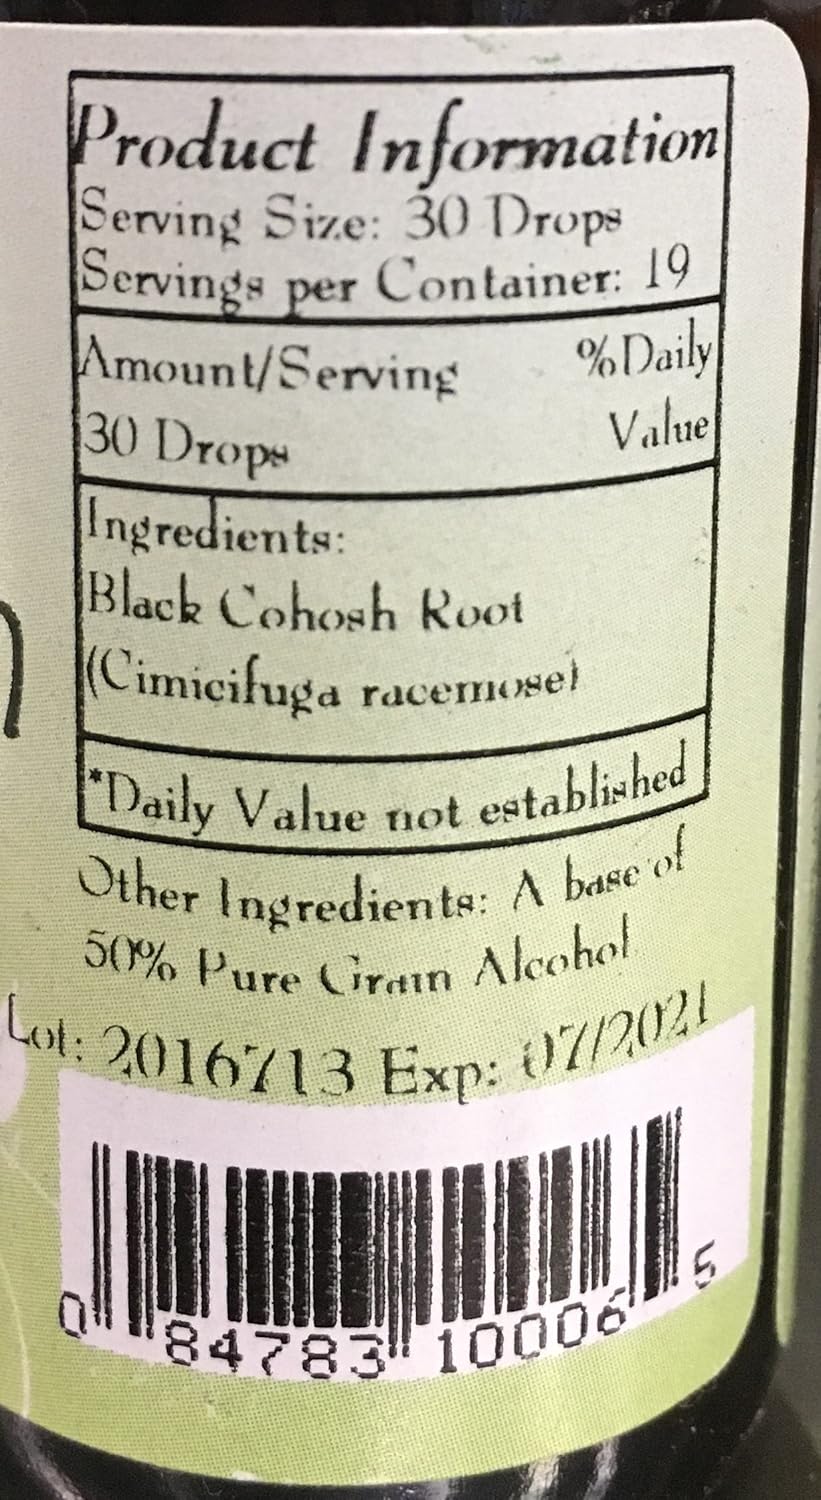 Product Information
Serving Size: 30 Drops
Servings per Container: 19
Amount/Serving %Daily
30 Drops Value
Ingredients:
Black Cohosh Root
(Cimicifuga racemose)
*Daily Value not established
Other Ingredients: A base of
50% Pure Grain Alcohol
Lot: 2016713 Exp: 07/2021
0 84783 10006 5